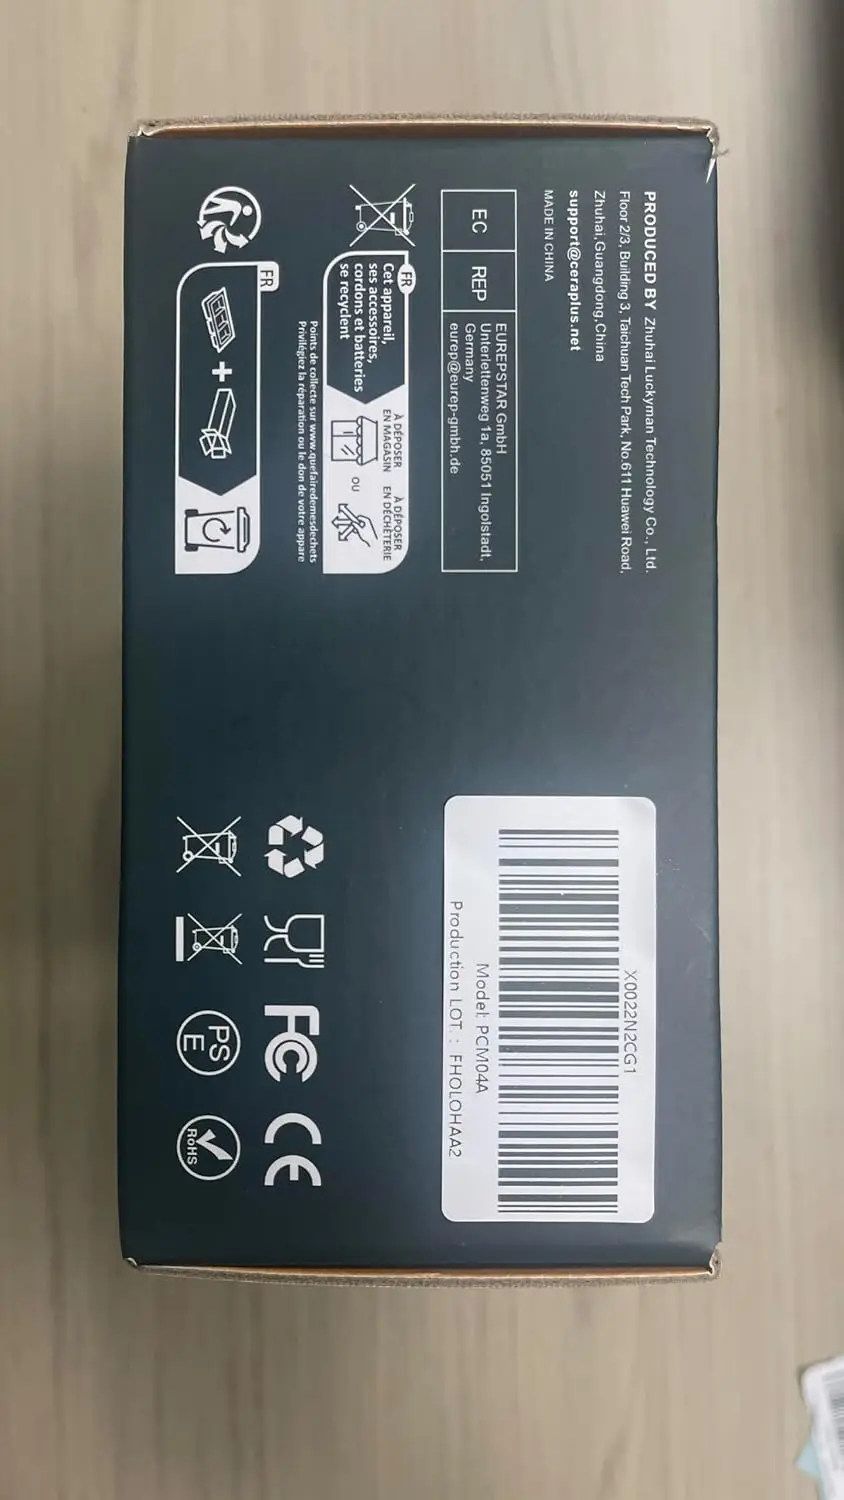 PRODUCED BY Zhuhai Luckyman Technology Co., Ltd.
Floor 2/3, Building 3, Taichuan Tech Park, No.611 Huawei Road,
Zhuhai,Guangdong,China
support@ceraplus.net
MADE IN CHINA
EC REP
EUREPSTAR GmbH
Unterlettenweg 1a, 85051 Ingolstadt,
Germany
eurep@eurep-gmbh.de
FR
Cet appareil,
ses accessoires,
cordons et batteries
se recyclent
À DÉPOSER
EN MAGASIN
OU
À DÉPOSER
EN DÉCHÈTERIE
Points de collecte sur www.quefairedemesdechets
Privilégiez la réparation ou le don de votre appare
FR
X0022N2CG1
Model: PCM04A
Production LOT. : FHOLOHAA2
FC CE
PS
E
RoHS